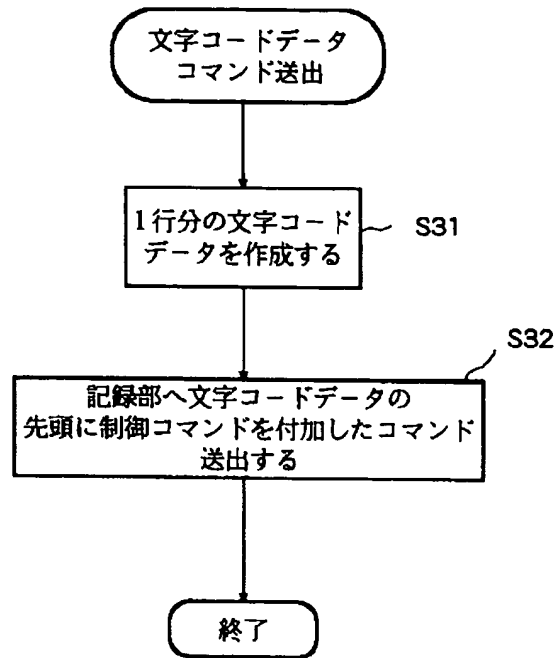 文字コードデータ
コマンド送出
1行分の文字コード
データを作成する
S31
S32
記録部へ文字コードデータの
先頭に制御コマンドを付加したコマンド
送出する
終了